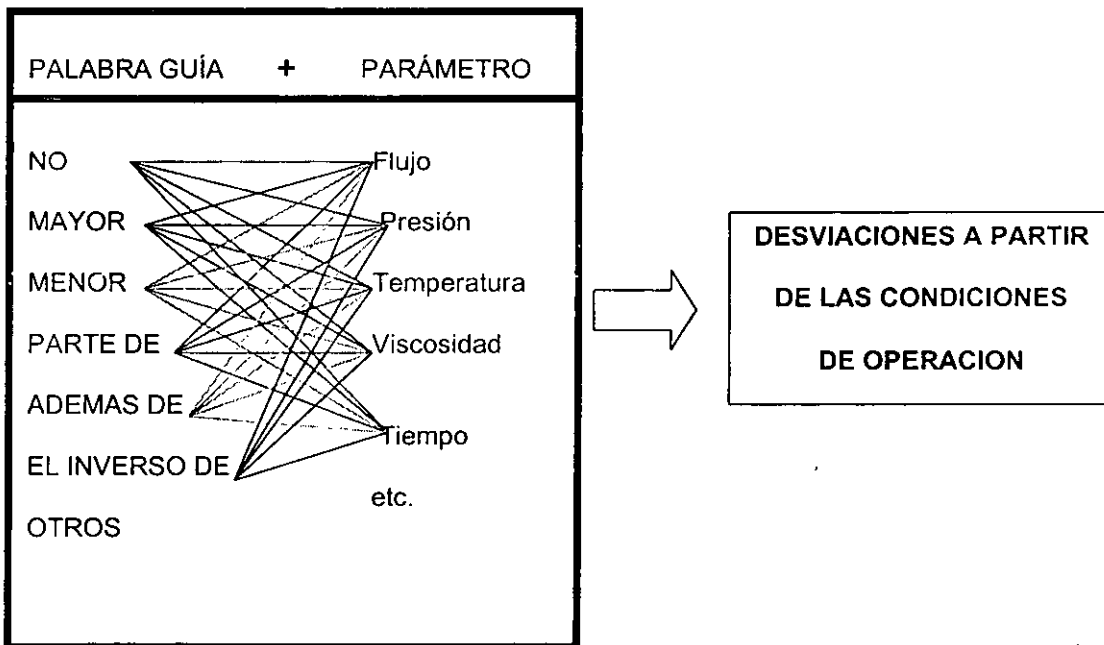 PALABRA GUÍA + PARÁMETRO
NO
MAYOR
MENOR
PARTE DE
ADEMAS DE
EL INVERSO DE
OTROS
Flujo
Presión
Temperatura
Viscosidad
Tiempo
etc.
DESVIACIONES A PARTIR
DE LAS CONDICIONES
DE OPERACION